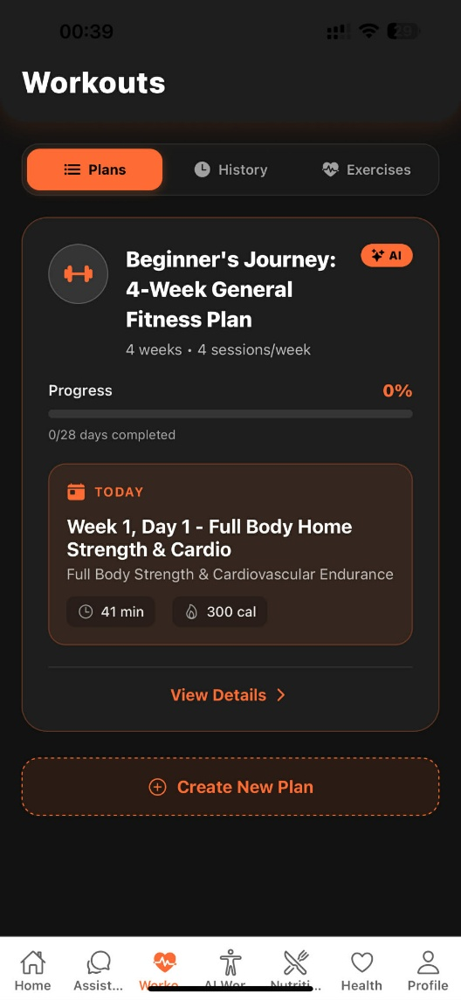 00:39
Workouts
Plans
History
Exercises
Beginner's Journey:
4-Week General
Fitness Plan
AI
4 weeks • 4 sessions/week
Progress
0%
0/28 days completed
TODAY
Week 1, Day 1 - Full Body Home
Strength & Cardio
Full Body Strength & Cardiovascular Endurance
41 min
300 cal
View Details
Create New Plan
Home
Assist...
Worko...
AI Wor...
Nutriti...
Health
Profile